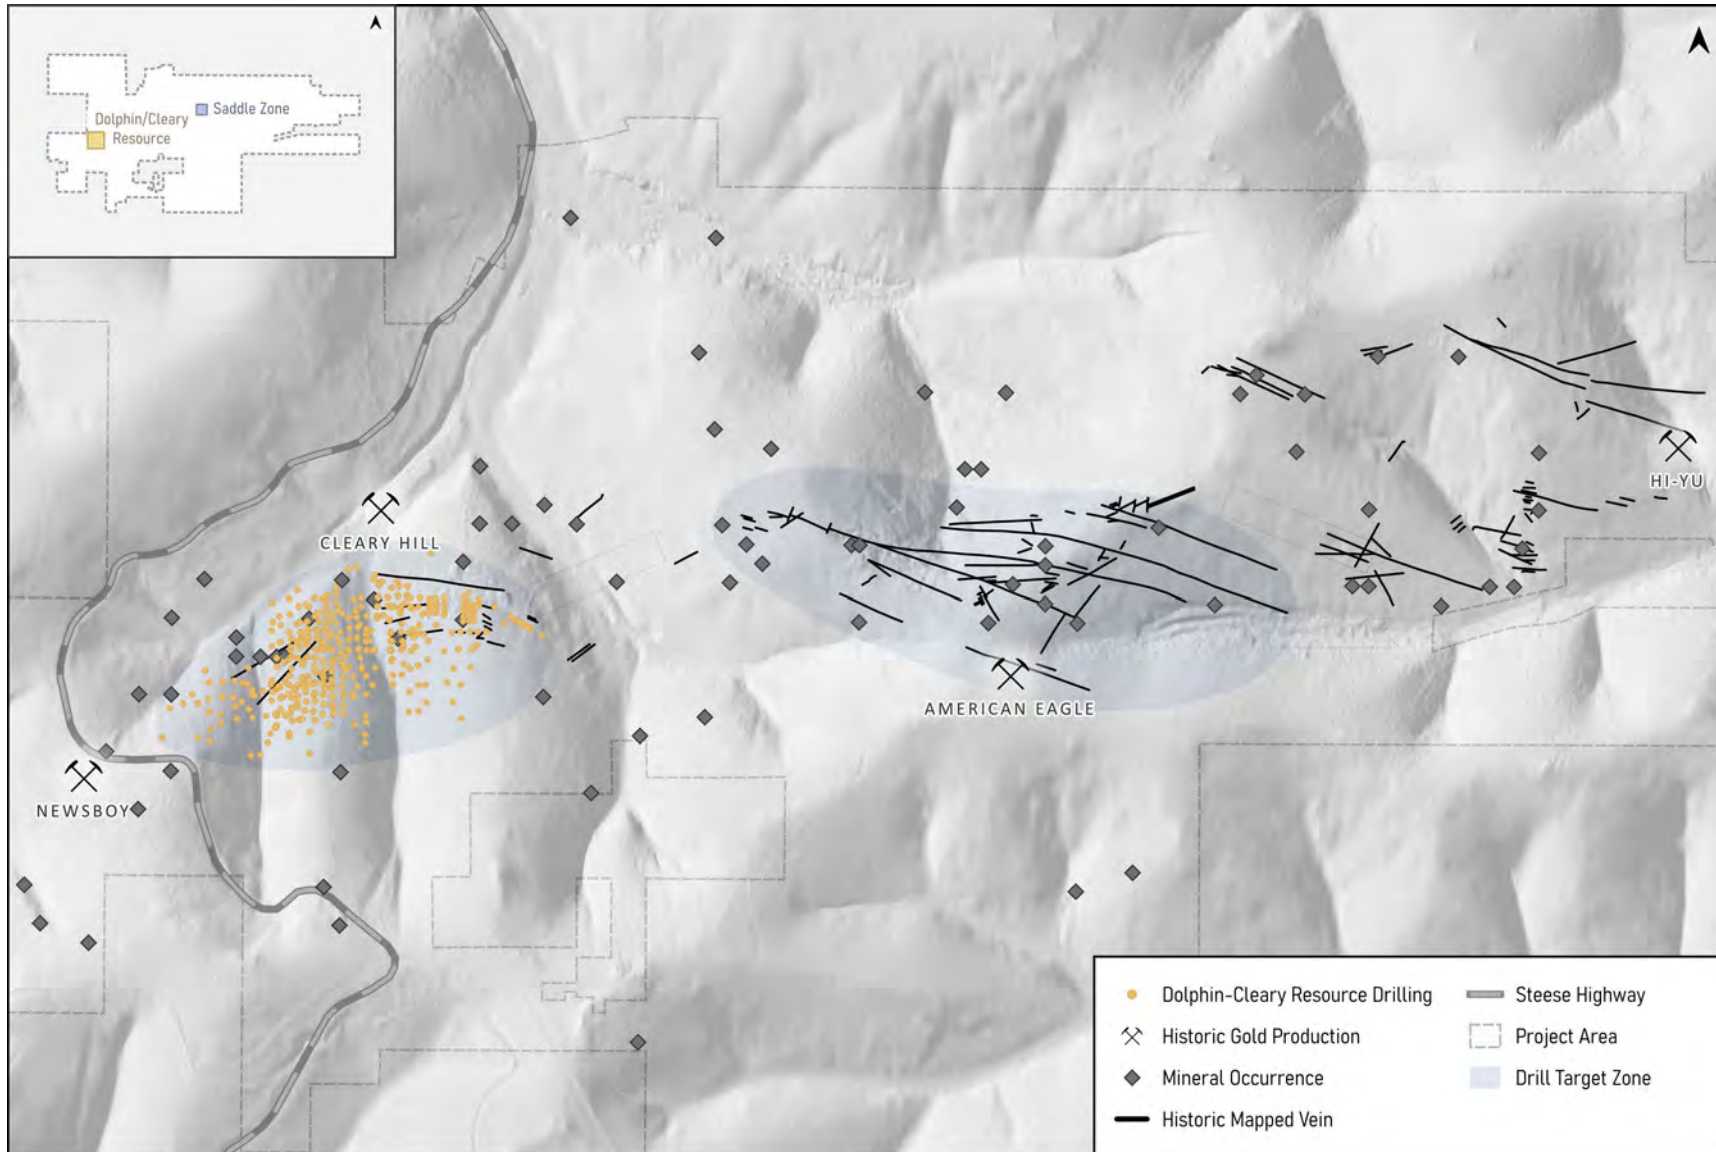 Saddle Zone
Dolphin/Cleary
Resource
CLEARY HILL
HI-YU
AMERICAN EAGLE
NEWSBOY
Dolphin-Cleary Resource Drilling
Historic Gold Production
Mineral Occurrence
Historic Mapped Vein
Steese Highway
Project Area
Drill Target Zone